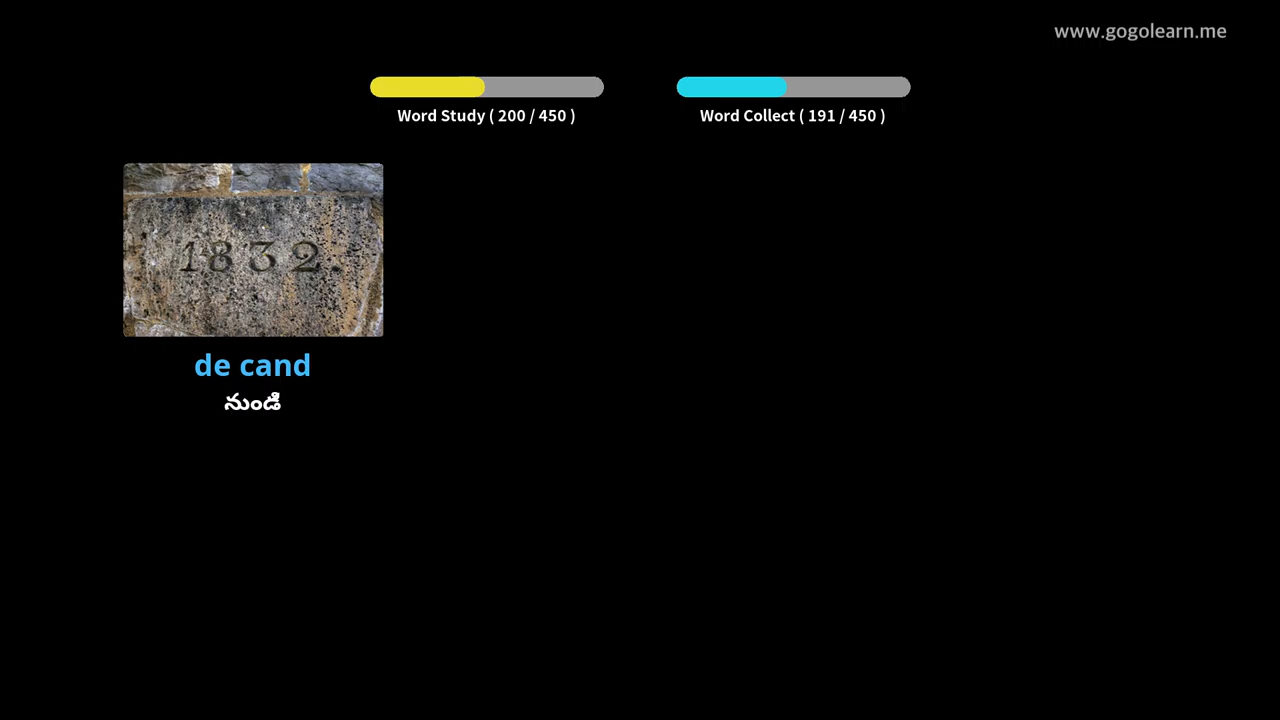 www.gogolearn.me
Word Study ( 200 / 450 )
Word Collect ( 191 / 450 )
1832.
de cand
నుండి